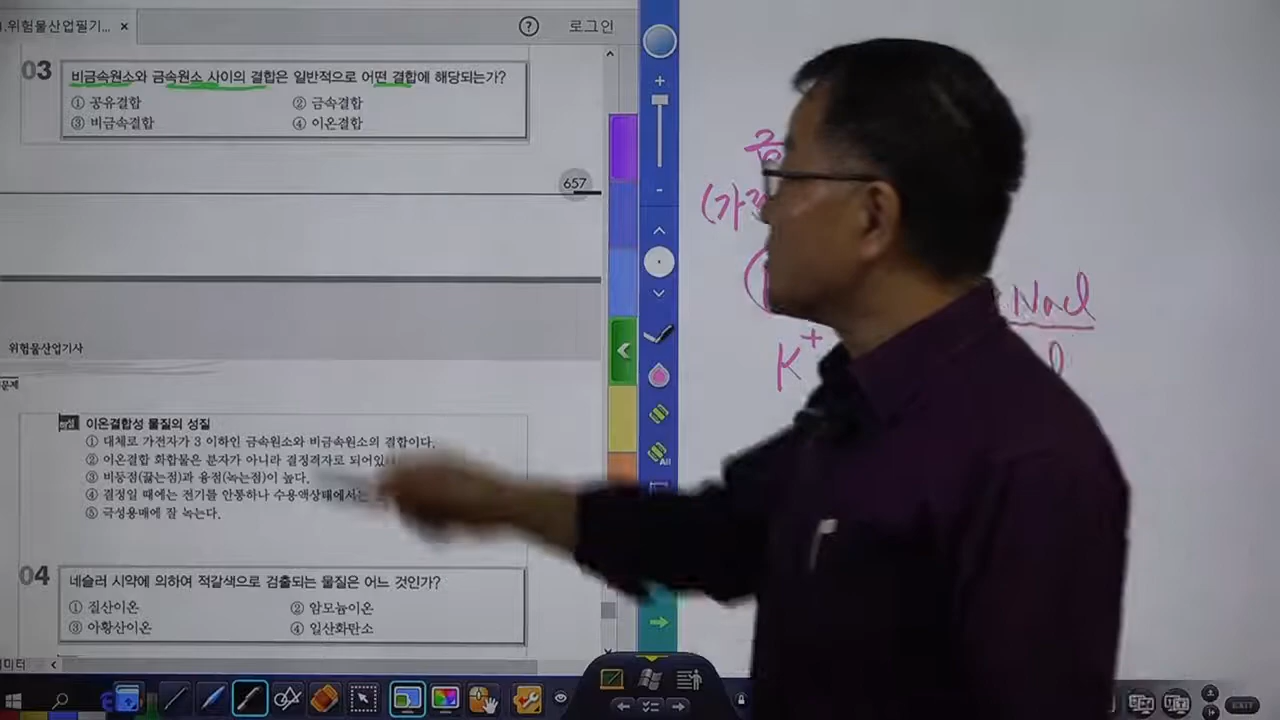 .위험물산업필기... ×
로그인
03 비금속원소와 금속원소 사이의 결합은 일반적으로 어떤 결합에 해당되는가?
① 공유결합 ② 금속결합
③ 비금속결합 ④ 이온결합
657
위험물산업기사
문제
이온결합성 물질의 성질
① 대체로 가전자가 3 이하인 금속원소와 비금속원소의 결합이다.
② 이온결합 화합물은 분자가 아니라 결정격자로 되어있
③ 비등점(끓는점)과 융점(녹는점)이 높다.
④ 결정일 때에는 전기를 안통하나 수용액상태에서는
⑤ 극성용매에 잘 녹는다.
04 네슬러 시약에 의하여 적갈색으로 검출되는 물질은 어느 것인가?
① 질산이온 ② 암모늄이온
③ 아황산이온 ④ 일산화탄소
미터
All
EXIT
(가
NaCl
K+